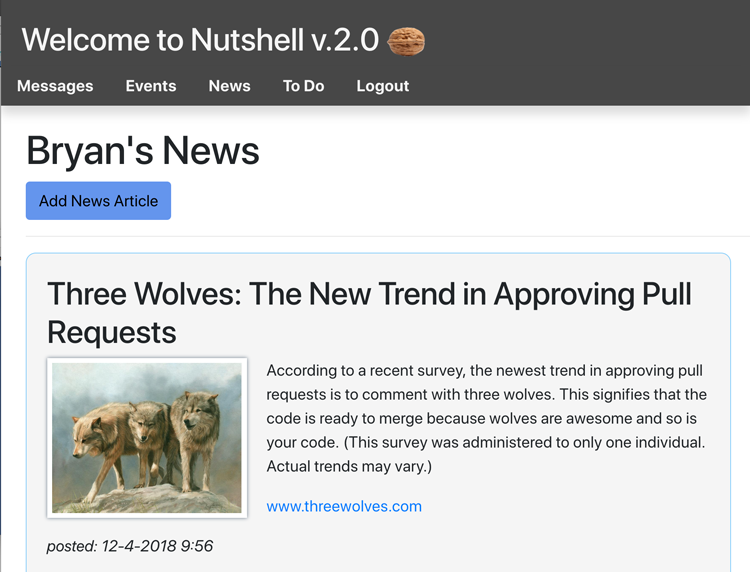 Welcome to Nutshell v.2.0
Messages Events News To Do Logout
Bryan's News
Add News Article
Three Wolves: The New Trend in Approving Pull
Requests
According to a recent survey, the newest trend in approving pull
requests is to comment with three wolves. This signifies that the
code is ready to merge because wolves are awesome and so is
your code. (This survey was administered to only one individual.
Actual trends may vary.)
www.threewolves.com
posted: 12-4-2018 9:56